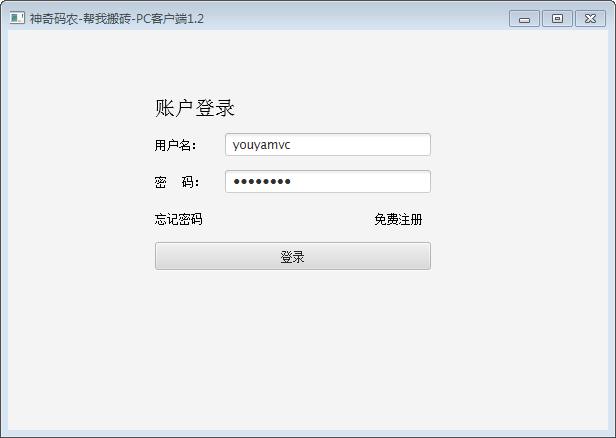 神奇码农-帮我搬砖-PC客户端1.2
账户登录
用户名： youyamvc
密 码： ●●●●●●●●
忘记密码 免费注册
登录